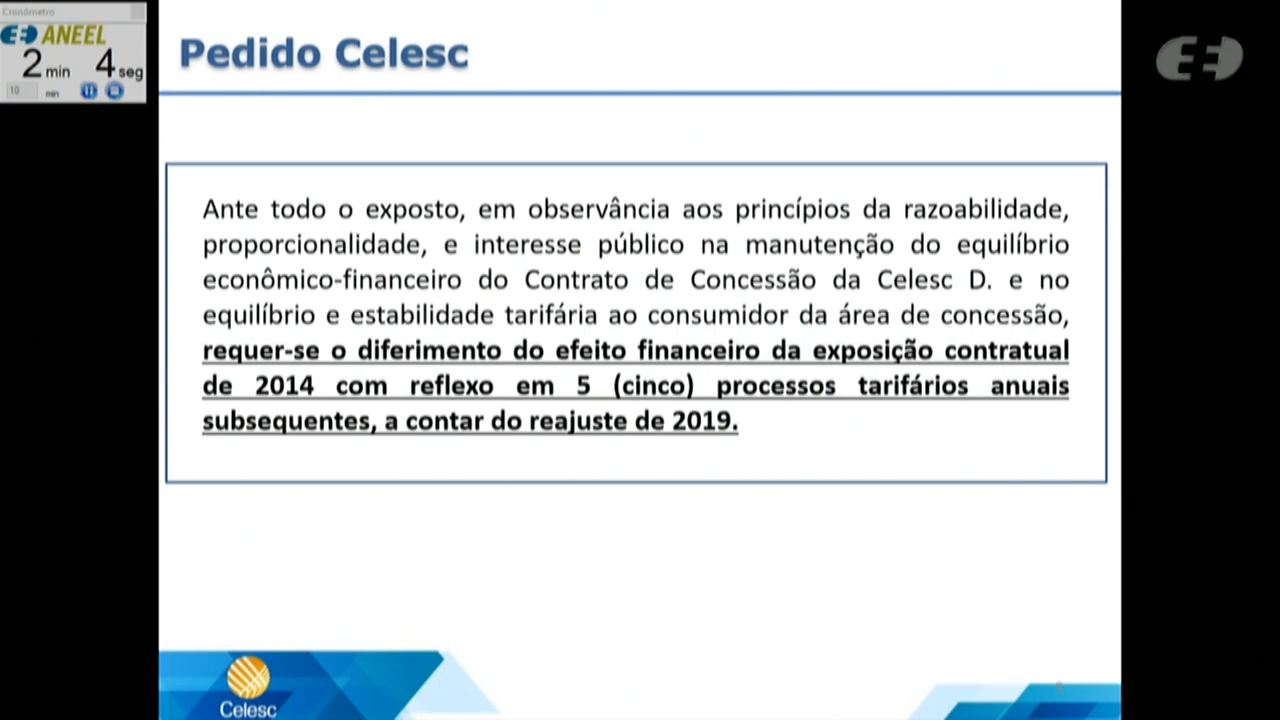 Cronômetro
ANEEL
2 min 4 seg
10 min
Pedido Celesc
Ante todo o exposto, em observância aos princípios da razoabilidade,
proporcionalidade, e interesse público na manutenção do equilíbrio
econômico-financeiro do Contrato de Concessão da Celesc D. e no
equilíbrio e estabilidade tarifária ao consumidor da área de concessão,
requer-se o diferimento do efeito financeiro da exposição contratual
de 2014 com reflexo em 5 (cinco) processos tarifários anuais
subsequentes, a contar do reajuste de 2019.
Celesc